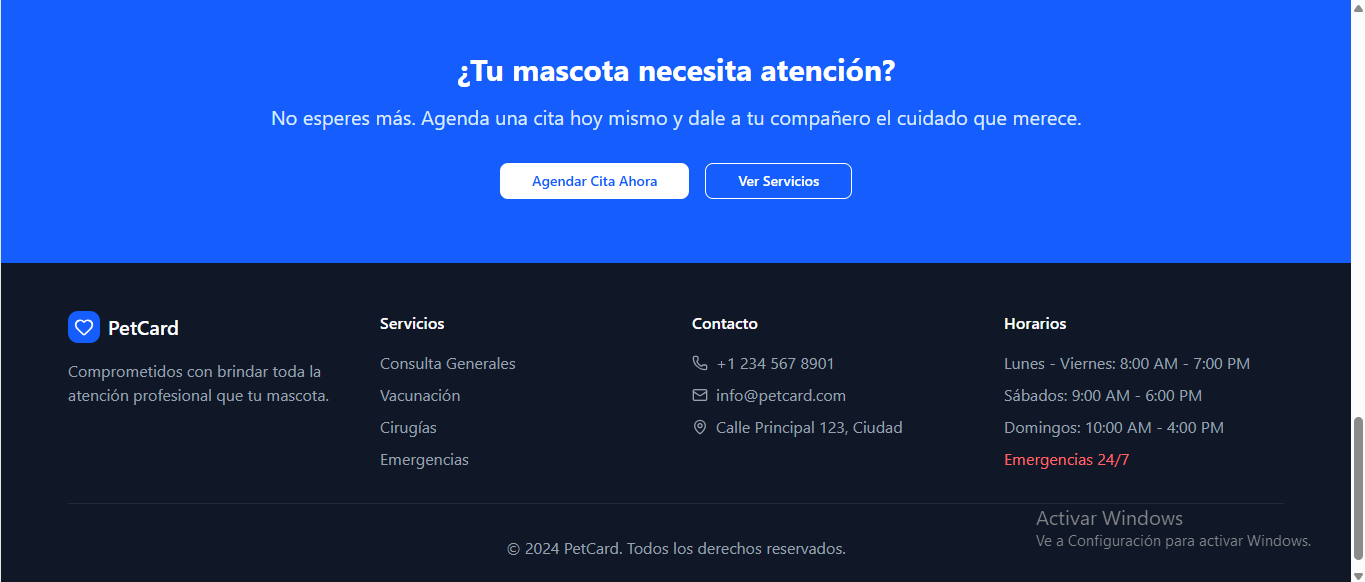 ¿Tu mascota necesita atención?
No esperes más. Agenda una cita hoy mismo y dale a tu compañero el cuidado que merece.
Agendar Cita Ahora
Ver Servicios
PetCard
Comprometidos con brindar toda la
atención profesional que tu mascota.
Servicios
Consulta Generales
Vacunación
Cirugías
Emergencias
Contacto
+1 234 567 8901
info@petcard.com
Calle Principal 123, Ciudad
Horarios
Lunes - Viernes: 8:00 AM - 7:00 PM
Sábados: 9:00 AM - 6:00 PM
Domingos: 10:00 AM - 4:00 PM
Emergencias 24/7
© 2024 PetCard. Todos los derechos reservados.
Activar Windows
Ve a Configuración para activar Windows.